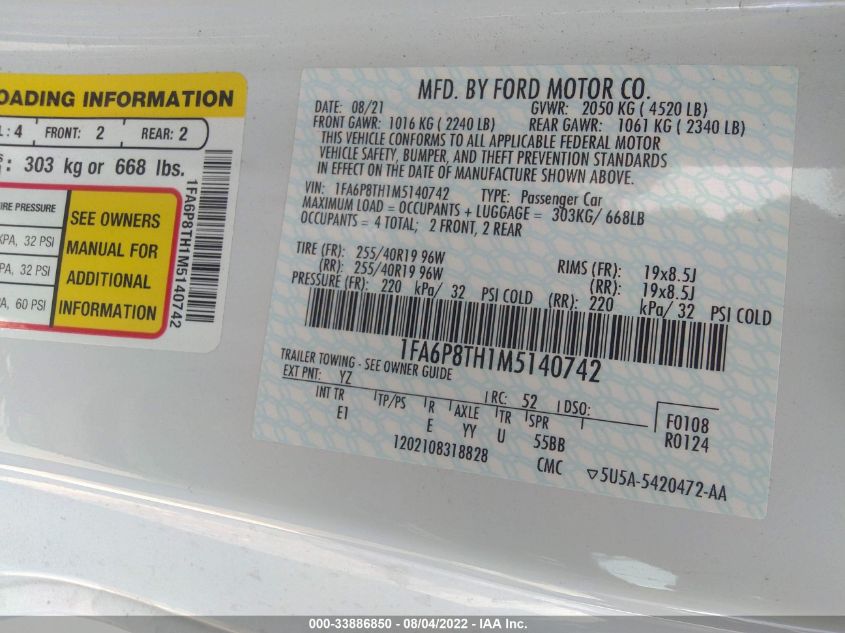 OADING INFORMATION
: 4 FRONT: 2 REAR: 2
: 303 kg or 668 lbs.
IRE PRESSURE
KPA, 32 PSI
A, 32 PSI
A, 60 PSI
SEE OWNERS
MANUAL FOR
ADDITIONAL
INFORMATION
1FA6P8TH1M5140742
MFD. BY FORD MOTOR CO.
DATE: 08/21 GVWR: 2050 KG ( 4520 LB)
FRONT GAWR: 1016 KG ( 2240 LB) REAR GAWR: 1061 KG ( 2340 LB)
THIS VEHICLE CONFORMS TO ALL APPLICABLE FEDERAL MOTOR
VEHICLE SAFETY, BUMPER, AND THEFT PREVENTION STANDARDS
IN EFFECT ON THE DATE OF MANUFACTURE SHOWN ABOVE.
VIN: 1FA6P8TH1M5140742 TYPE: Passenger Car
MAXIMUM LOAD = OCCUPANTS + LUGGAGE = 303KG/ 668LB
OCCUPANTS = 4 TOTAL; 2 FRONT, 2 REAR
TIRE (FR): 255/40R19 96W RIMS (FR): 19x8.5J
(RR): 255/40R19 96W (RR): 19x8.5J
PRESSURE (FR): 220 kPa/ 32 PSI COLD (RR): 220 kPa/ 32 PSI COLD
1FA6P8TH1M5140742
TRAILER TOWING - SEE OWNER GUIDE
EXT PNT: YZ RC: 52 DSO:
INT TR TP/PS R AXLE TR SPR F0108
E1 E YY U 55BB R0124
1202108318828 CMC 5U5A-5420472-AA
000-33886850 - 08/04/2022 - IAA Inc.